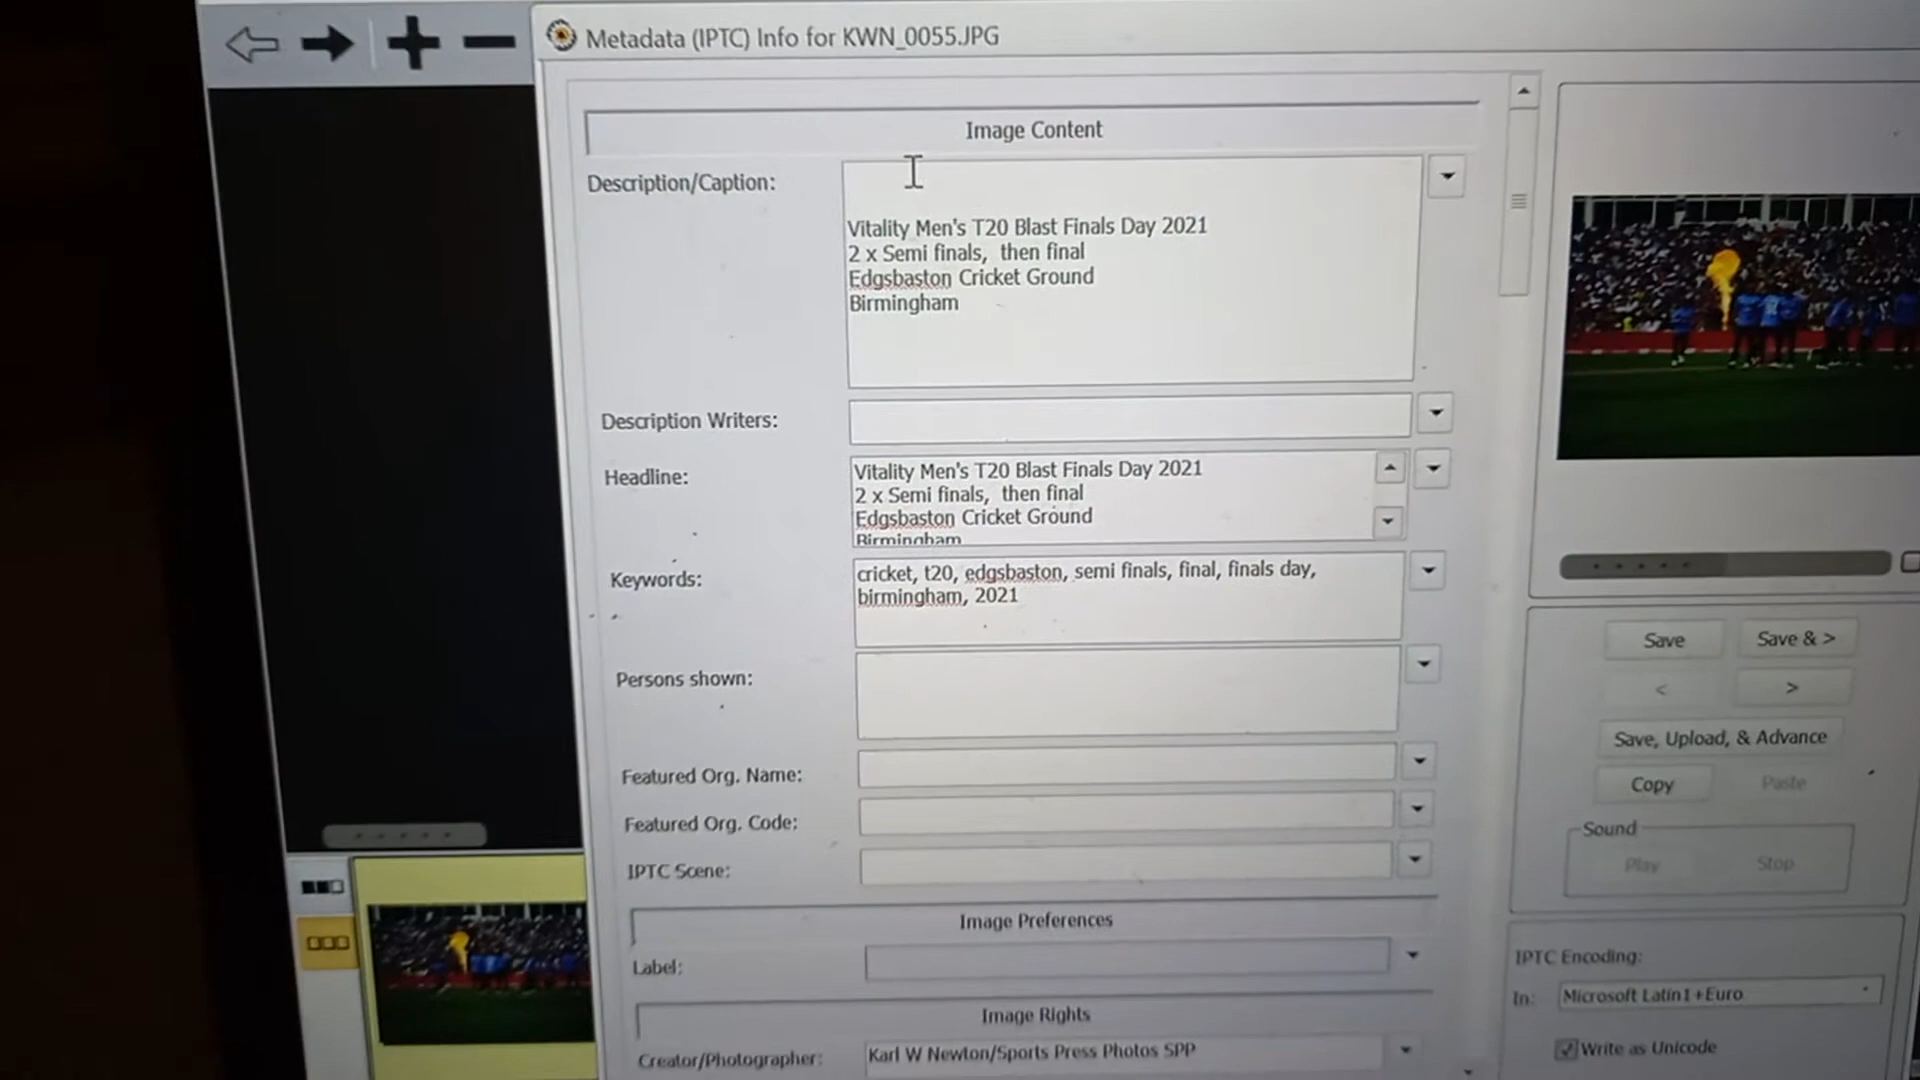 Metadata (IPTC) Info for KWN_0055.JPG
Image Content
Description/Caption:
Vitality Men's T20 Blast Finals Day 2021
2 x Semi finals, then final
Edgsbaston Cricket Ground
Birmingham
Description Writers:
Headline:
Vitality Men's T20 Blast Finals Day 2021
2 x Semi finals, then final
Edgsbaston Cricket Ground
Birmingham
Keywords:
cricket, t20, edgsbaston, semi finals, final, finals day,
birmingham, 2021
Persons shown:
Featured Org. Name:
Featured Org. Code:
IPTC Scene:
Image Preferences
Label:
Image Rights
Creator/Photographer:
Karl W Newton/Sports Press Photos SPP
Save
Save & >
<
>
Save, Upload, & Advance
Copy
Paste
Sound
Play
Stop
IPTC Encoding:
In:
Microsoft Latin1+Euro
Write as Unicode